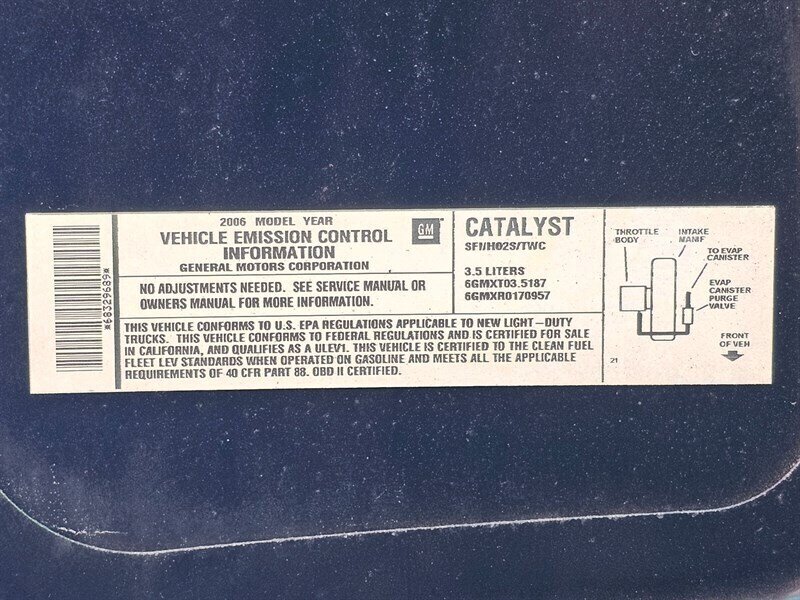 *68329689*
2006 MODEL YEAR
VEHICLE EMISSION CONTROL
INFORMATION
GENERAL MOTORS CORPORATION
GM
NO ADJUSTMENTS NEEDED. SEE SERVICE MANUAL OR
OWNERS MANUAL FOR MORE INFORMATION.
CATALYST
SFI/HO2S/TWC
3.5 LITERS
6GMXT03.5187
6GMXR0170957
THIS VEHICLE CONFORMS TO U.S. EPA REGULATIONS APPLICABLE TO NEW LIGHT-DUTY
TRUCKS. THIS VEHICLE CONFORMS TO FEDERAL REGULATIONS AND IS CERTIFIED FOR SALE
IN CALIFORNIA, AND QUALIFIES AS A ULEV1. THIS VEHICLE IS CERTIFIED TO THE CLEAN FUEL
FLEET LEV STANDARDS WHEN OPERATED ON GASOLINE AND MEETS ALL THE APPLICABLE
REQUIREMENTS OF 40 CFR PART 88. OBD II CERTIFIED.
THROTTLE
BODY
INTAKE
MANIF
TO EVAP
CANISTER
EVAP
CANISTER
PURGE
VALVE
FRONT
OF VEH
21